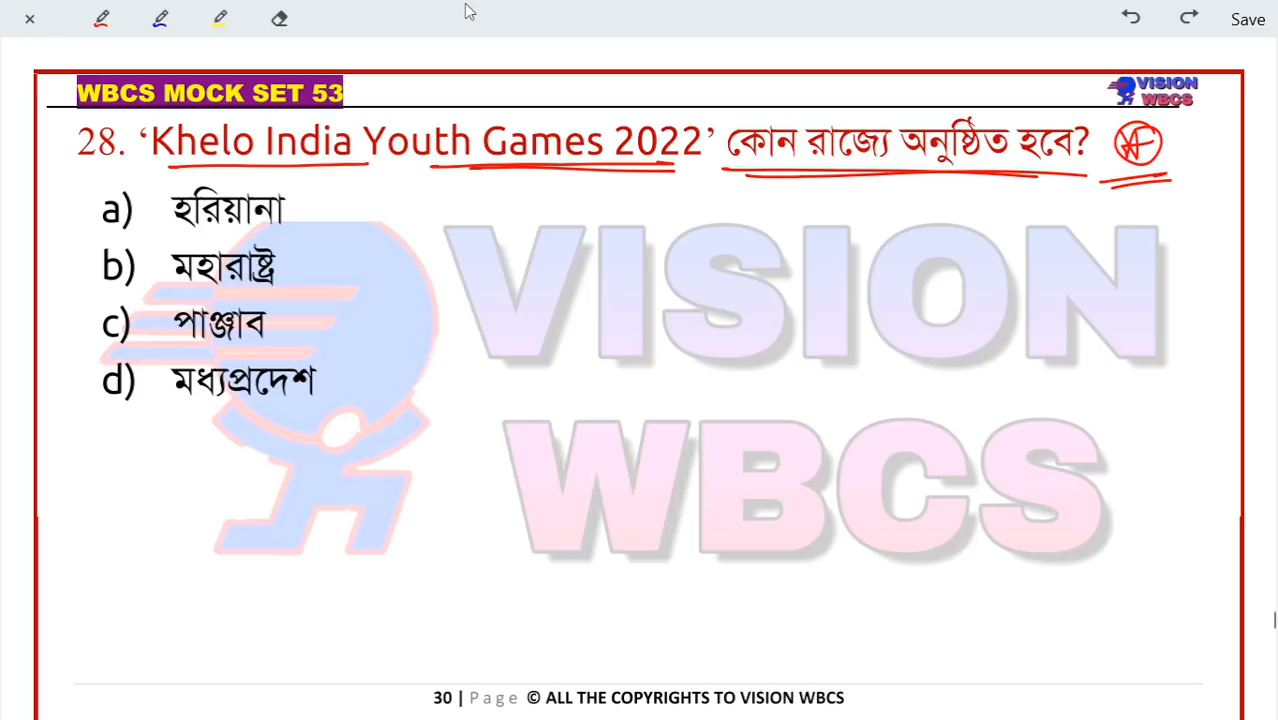 Save
WBCS MOCK SET 53
VISION
WBCS
28. ‘Khelo India Youth Games 2022’ কোন রাজ্যে অনুষ্ঠিত হবে?
a) হরিয়ানা
b) মহারাষ্ট্র
c) পাঞ্জাব
d) মধ্যপ্রদেশ
VISION
WBCS
30 | Page © ALL THE COPYRIGHTS TO VISION WBCS